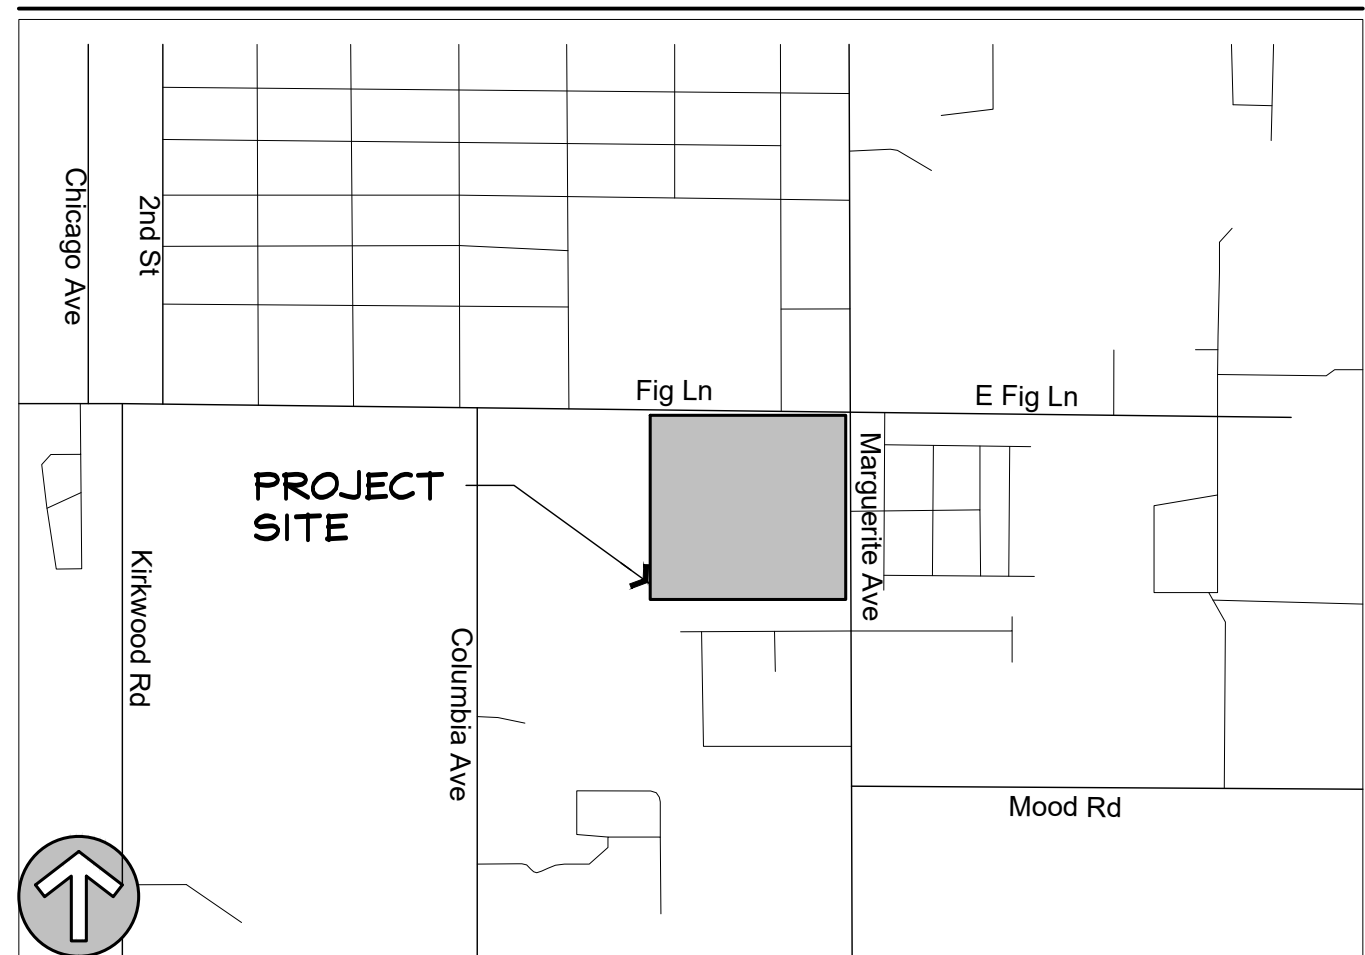 Chicago Ave
2nd St
Fig Ln
E Fig Ln
PROJECT
SITE
Marguerite Ave
Kirkwood Rd
Columbia Ave
Mood Rd